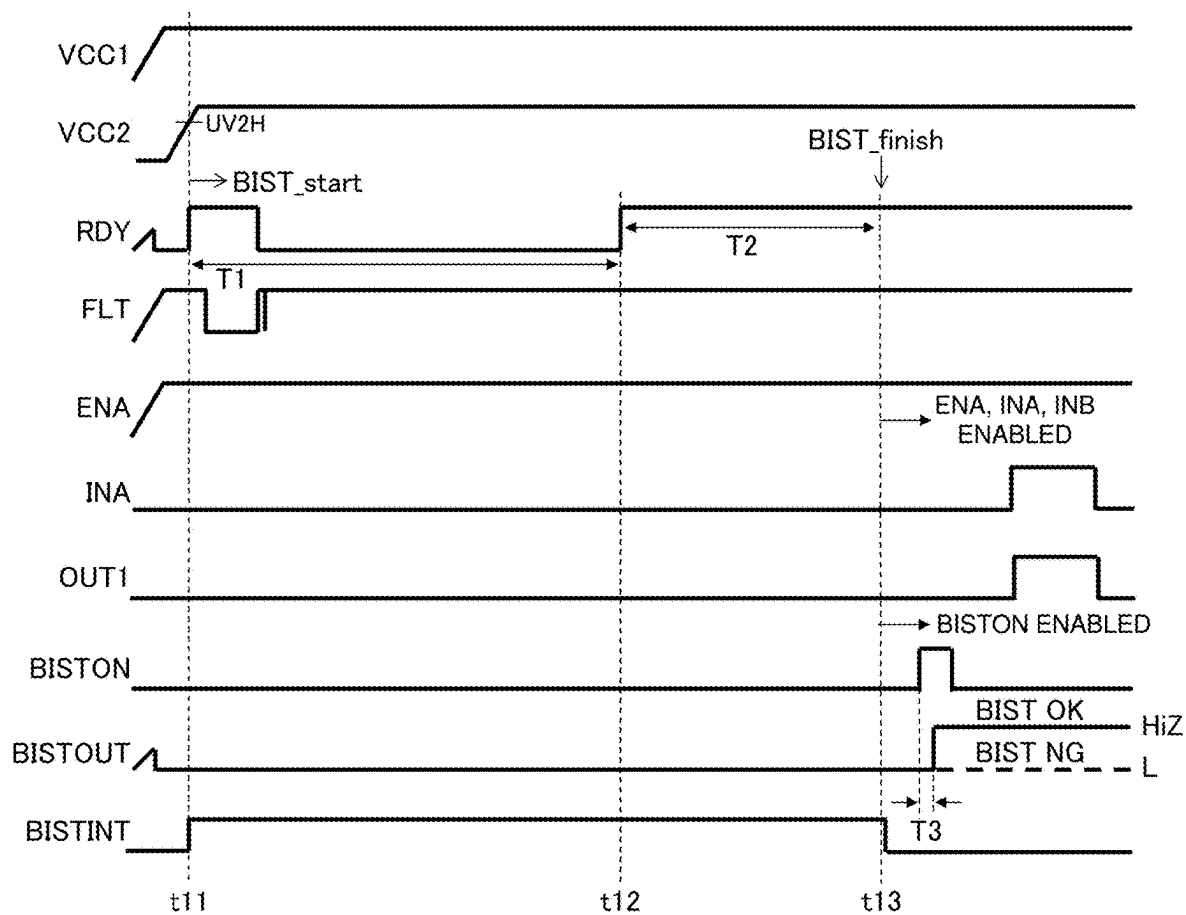 VCC1
VCC2
UV2H
BIST_finish
BIST_start
RDY
T2
T1
FLT
ENA
ENA, INA, INB
ENABLED
INA
OUT1
BISTON ENABLED
BISTON
BIST OK
HiZ
BISTOUT
BIST NG
L
BISTINT
T3
t11
t12
t13